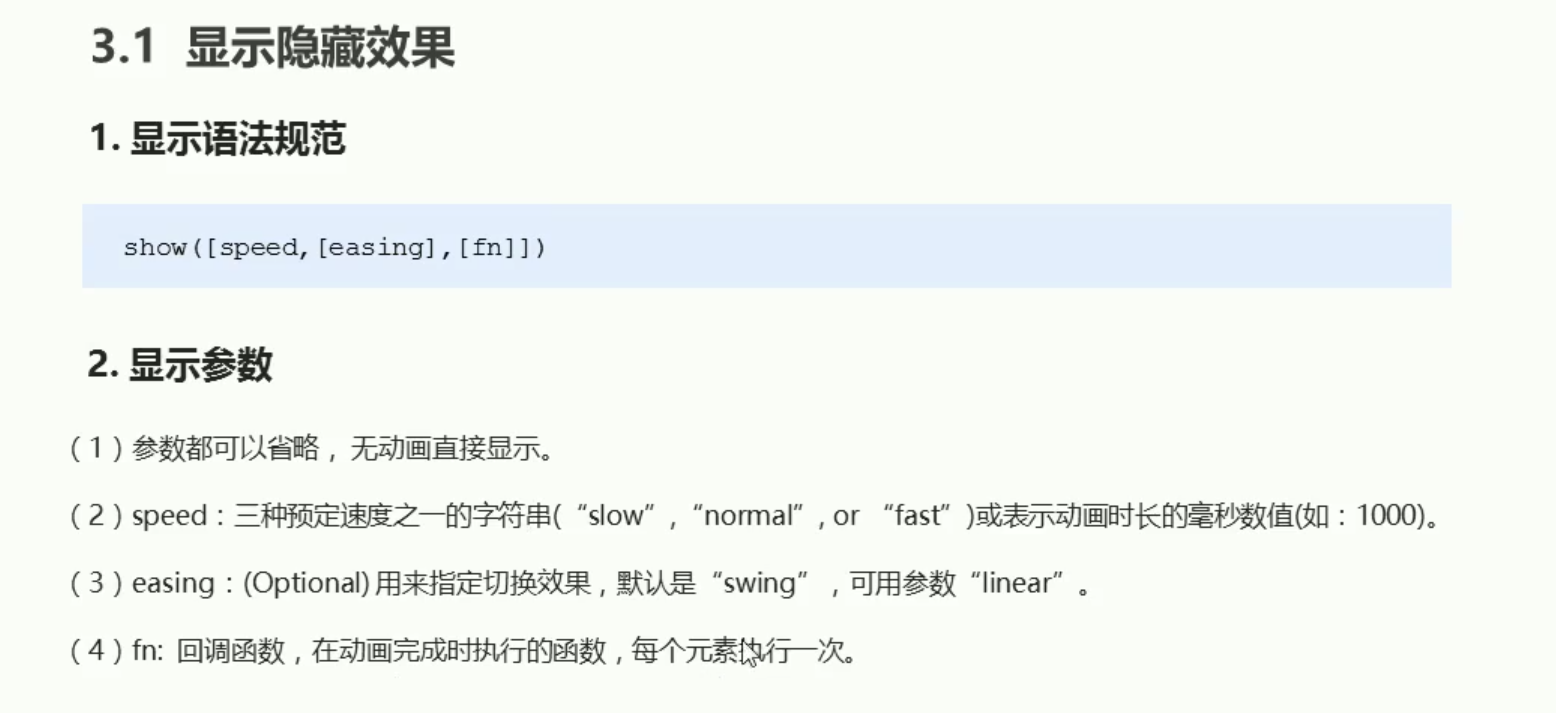 3.1 显示隐藏效果
1. 显示语法规范
show([speed,[easing],[fn]])
2. 显示参数
（1）参数都可以省略，无动画直接显示。
（2）speed：三种预定速度之一的字符串(“slow”,“normal”, or “fast”)或表示动画时长的毫秒数值(如：1000)。
（3）easing：(Optional) 用来指定切换效果，默认是“swing”，可用参数“linear”。
（4）fn: 回调函数，在动画完成时执行的函数，每个元素执行一次。